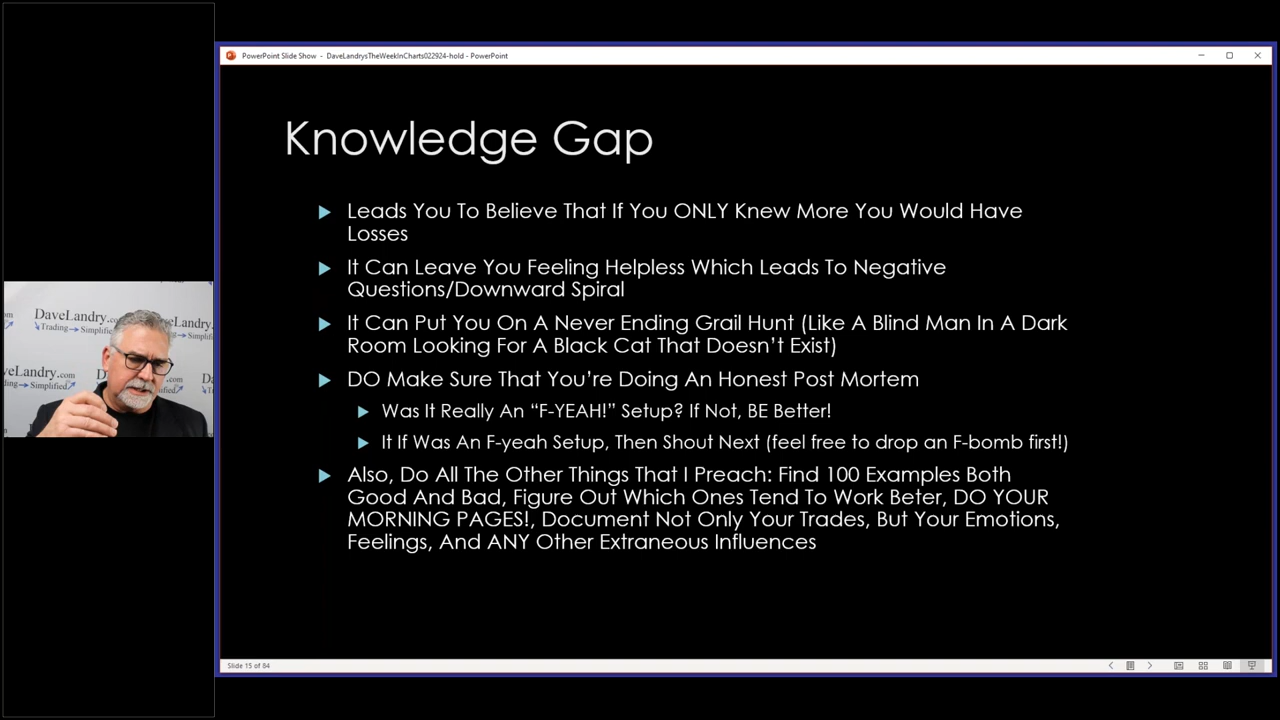 PowerPoint Slide Show - DaveLandrysTheWeekInCharts022924-hold - PowerPoint
Knowledge Gap
Leads You To Believe That If You ONLY Knew More You Would Have
Losses
It Can Leave You Feeling Helpless Which Leads To Negative
Questions/Downward Spiral
It Can Put You On A Never Ending Grail Hunt (Like A Blind Man In A Dark
Room Looking For A Black Cat That Doesn't Exist)
DO Make Sure That You're Doing An Honest Post Mortem
Was It Really An “F-YEAH!” Setup? If Not, BE Better!
It If Was An F-yeah Setup, Then Shout Next (feel free to drop an F-bomb first!)
Also, Do All The Other Things That I Preach: Find 100 Examples Both
Good And Bad, Figure Out Which Ones Tend To Work Beter, DO YOUR
MORNING PAGES!, Document Not Only Your Trades, But Your Emotions,
Feelings, And ANY Other Extraneous Influences
DaveLandry.com
Trading Simplified
Slide 15 of 84